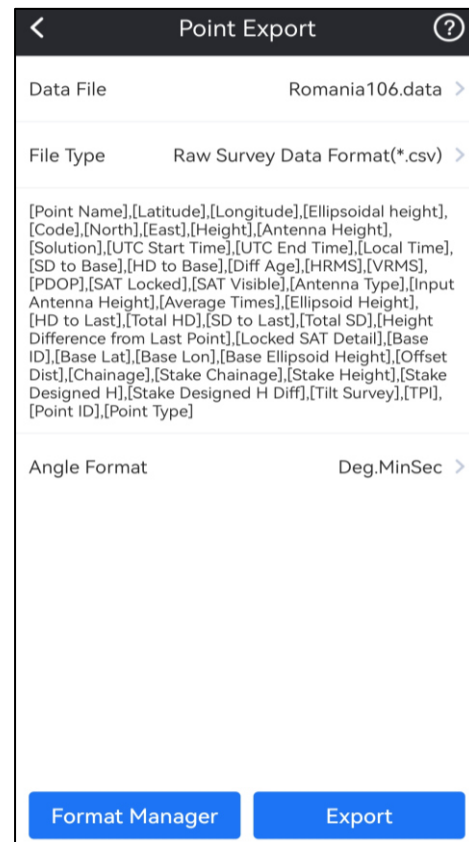 Point Export
?
Data File Romania106.data
File Type Raw Survey Data Format(*.csv)
[Point Name],[Latitude],[Longitude],[Ellipsoidal height],
[Code],[North],[East],[Height],[Antenna Height],
[Solution],[UTC Start Time],[UTC End Time],[Local Time],
[SD to Base],[HD to Base],[Diff Age],[HRMS],[VRMS],
[PDOP],[SAT Locked],[SAT Visible],[Antenna Type],[Input
Antenna Height],[Average Times],[Ellipsoid Height],
[HD to Last],[Total HD],[SD to Last],[Total SD],[Height
Difference from Last Point],[Locked SAT Detail],[Base
ID],[Base Lat],[Base Lon],[Base Ellipsoid Height],[Offset
Dist],[Chainage],[Stake Chainage],[Stake Height],[Stake
Designed H],[Stake Designed H Diff],[Tilt Survey],[TPI],
[Point ID],[Point Type]
Angle Format Deg.MinSec
Format Manager Export